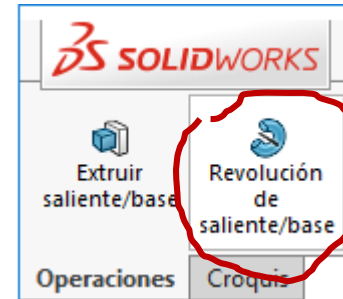 SOLIDWORKS
Extruir
saliente/base
Revolución
de
saliente/base
Operaciones
Croquis